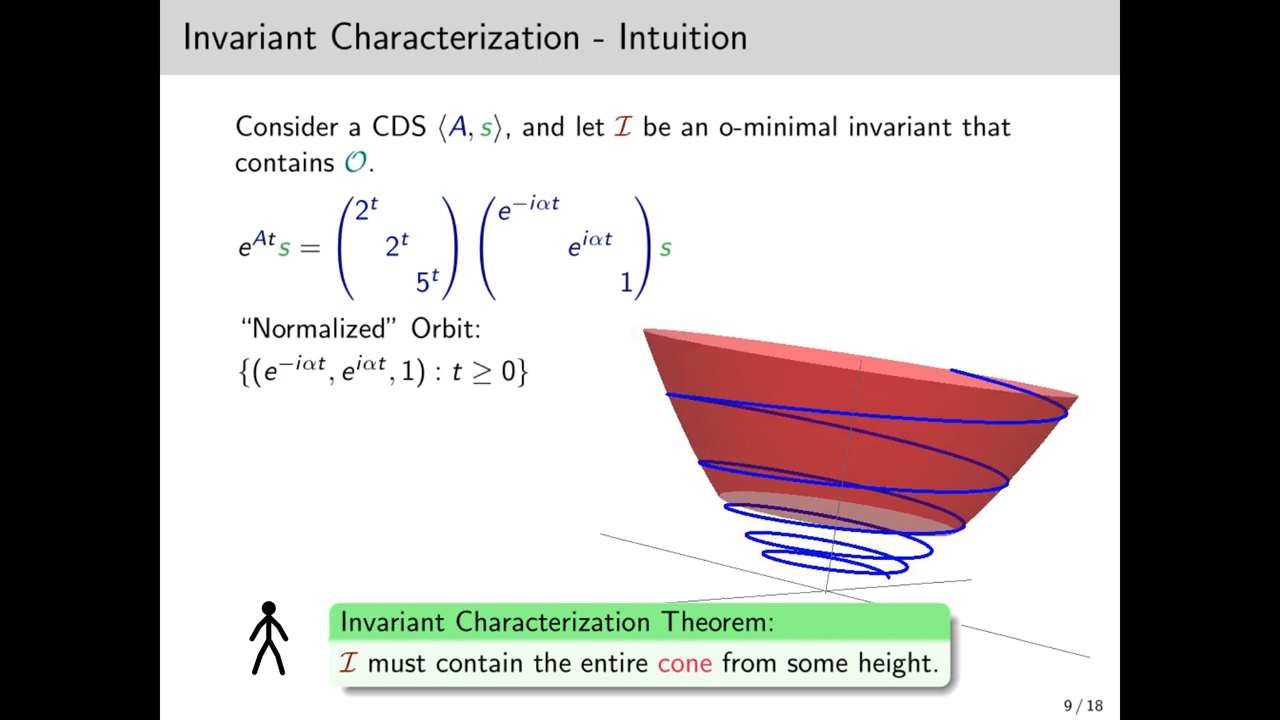 Invariant Characterization - Intuition
Consider a CDS ⟨A, s⟩, and let ℐ be an o-minimal invariant that
contains 𝒪.
e^{At}s = (2^t 2^t 5^t) (e^{−iαt} e^{iαt} 1) s
“Normalized” Orbit:
{(e^{−iαt}, e^{iαt}, 1) : t ≥ 0}
Invariant Characterization Theorem:
ℐ must contain the entire cone from some height.
9 / 18